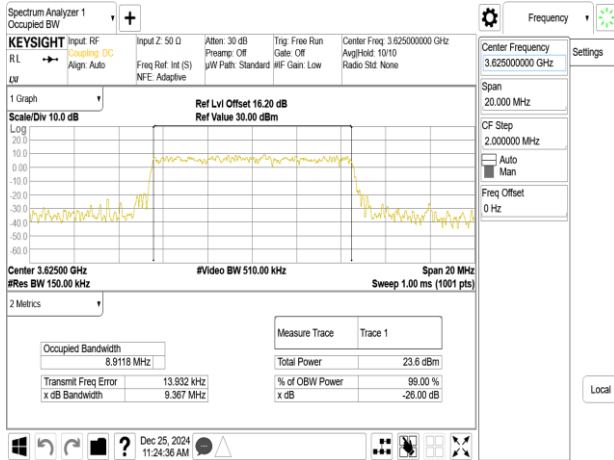 Spectrum Analyzer 1
Occupied BW
Frequency
KEYSIGHT
RL
LXI
Input: RF
Coupling: DC
Align: Auto
Input Z: 50 Ω
Freq Ref: Int (S)
NFE: Adaptive
Atten: 30 dB
Preamp: Off
µW Path: Standard
Trig: Free Run
Gate: Off
#IF Gain: Low
Center Freq: 3.625000000 GHz
Avg|Hold: 10/10
Radio Std: None
Center Frequency
3.625000000 GHz
Settings
Span
20.000 MHz
CF Step
2.000000 MHz
Auto
Man
Freq Offset
0 Hz
Local
1 Graph
Scale/Div 10.0 dB
Ref Lvl Offset 16.20 dB
Ref Value 30.00 dBm
Log
20.0
10.0
0.00
-10.0
-20.0
-30.0
-40.0
-50.0
-60.0
Center 3.62500 GHz
#Res BW 150.00 kHz
#Video BW 510.00 kHz
Span 20 MHz
Sweep 1.00 ms (1001 pts)
2 Metrics
Occupied Bandwidth
8.9118 MHz
Transmit Freq Error 13.932 kHz
x dB Bandwidth 9.367 MHz
Measure Trace Trace 1
Total Power 23.6 dBm
% of OBW Power 99.00 %
x dB -26.00 dB
?
Dec 25, 2024
11:24:36 AM